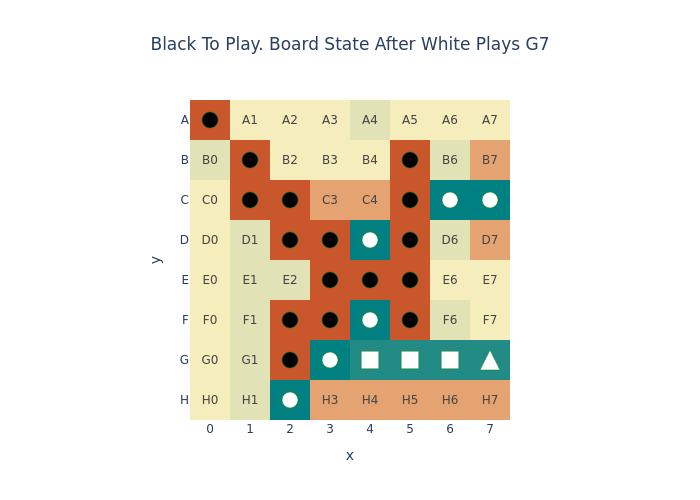 Black To Play. Board State After White Plays G7
A A1 A2 A3 A4 A5 A6 A7
B B0 B2 B3 B4 B6 B7
C C0 C3 C4
D D0 D1 D6 D7
E E0 E1 E2 E6 E7
F F0 F1 F6 F7
G G0 G1
H H0 H1 H3 H4 H5 H6 H7
0 1 2 3 4 5 6 7
x
y